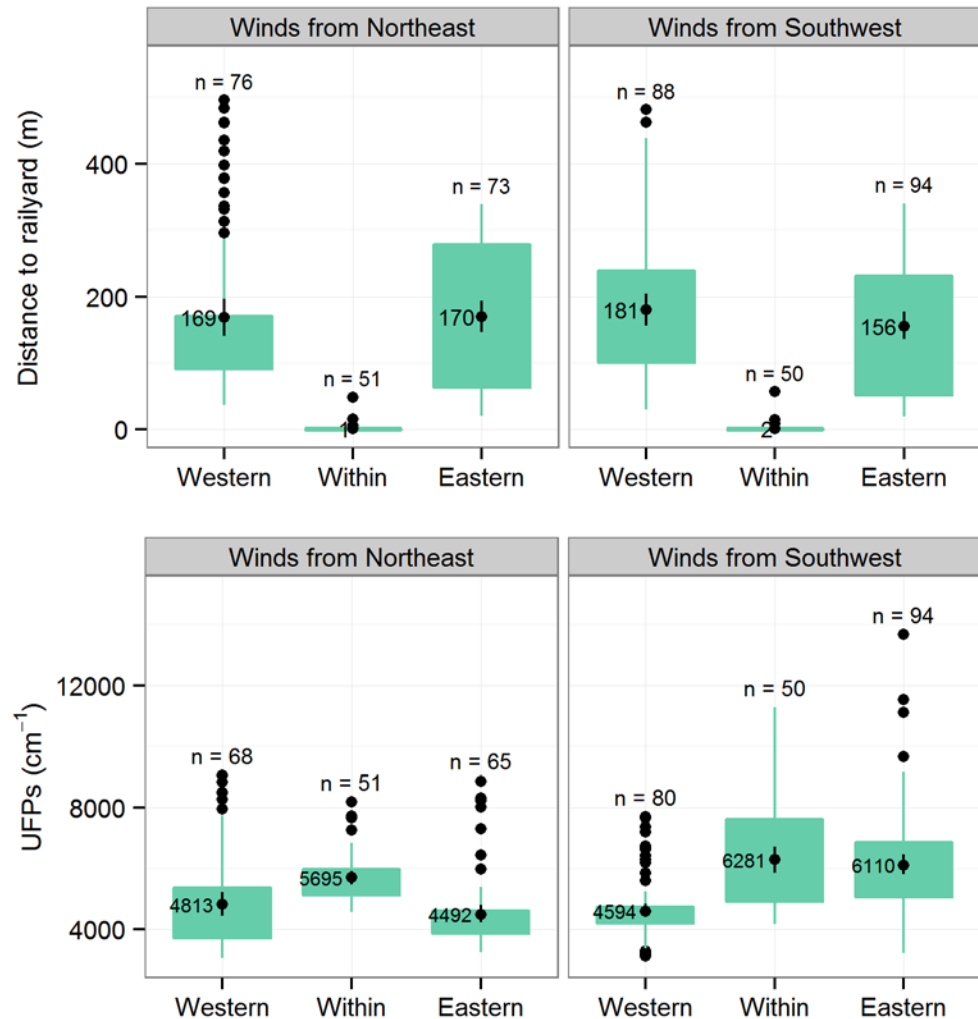 Winds from Northeast
Winds from Southwest
Distance to railyard (m)
400
200
0
n = 76
n = 51
n = 73
169
1
170
n = 88
n = 50
n = 94
181
2
156
Western
Within
Eastern
Western
Within
Eastern
Winds from Northeast
Winds from Southwest
UFPs (cm⁻¹)
12000
8000
4000
n = 68
n = 51
n = 65
4813
5695
4492
n = 80
n = 50
n = 94
4594
6281
6110
Western
Within
Eastern
Western
Within
Eastern